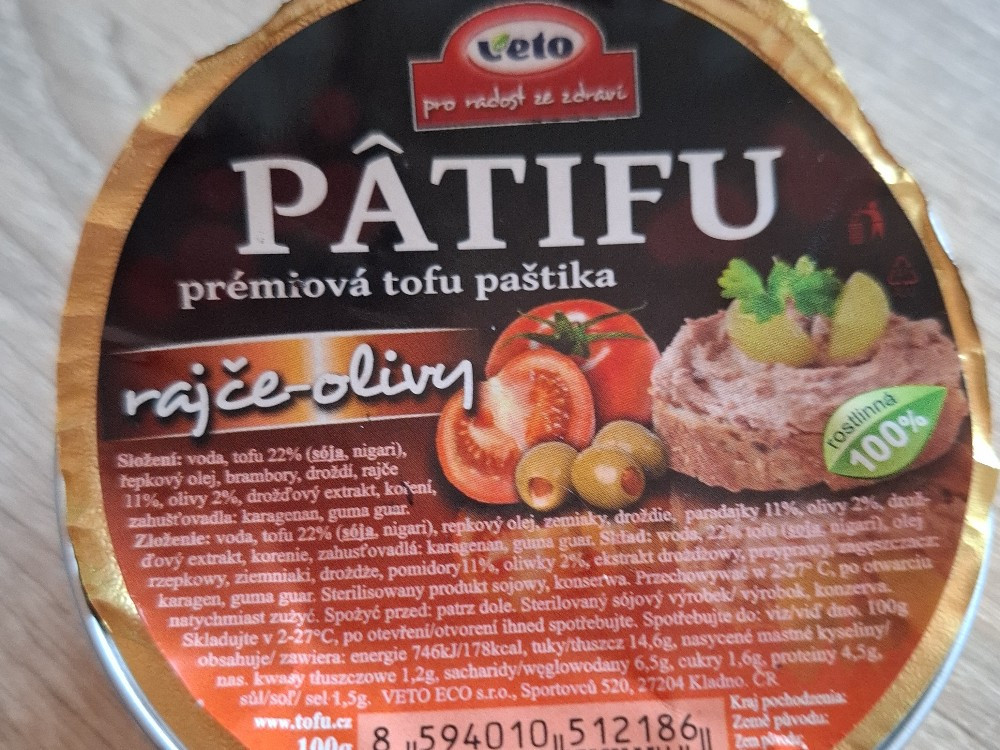 Veto
pro radost ze zdraví
PÂTIFU
prémiová tofu paštika
rajče-olivy
rostlinná
100%
Složení: voda, tofu 22% (sója, nigari),
řepkový olej, brambory, droždí, rajče
11%, olivy 2%, drožďový extrakt, koření,
zahušťovadla: karagenan, guma guar.
Zloženie: voda, tofu 22% (sója, nigari), repkový olej, zemiaky, droždie, paradajky 11%, olivy 2%, drož-
ďový extrakt, korenie, zahusťovadlá: karagenan, guma guar. Skład: woda, 22% tofu (soja, nigari), olej
rzepkowy, ziemniaki, droždże, pomidory11%, oliwky 2%, ekstrakt drożdżowy, przyprawy, zagęszczacz:
karagen, guma guar. Sterilisowany produkt sojowy, konserwa. Przechowywać w 2-27° C, po otwarciu
natychmiast zużyć. Spożyć przed: patrz dole. Sterilovaný sójový výrobek/ výrobok, konzerva.
Skladujte v 2-27°C, po otevření/otvorení ihned spotřebujte. Spotřebujte do: viz/viď dno. 100g
obsahuje/ zawiera: energie 746kJ/178kcal, tuky/tłuszcz 14,6g, nasycené mastné kyseliny/
nas. kwasy tłuszczowe 1,2g, sacharidy/węglowodany 6,5g, cukry 1,6g, proteiny 4,5g,
sůl/soľ/ sel 1,5g. VETO ECO s.r.o., Sportovců 520, 27204 Kladno. ČR
www.tofu.cz
100g
8 594010 512186
Kraj pochodzenia:
Země původu:
Zem pôvodu: